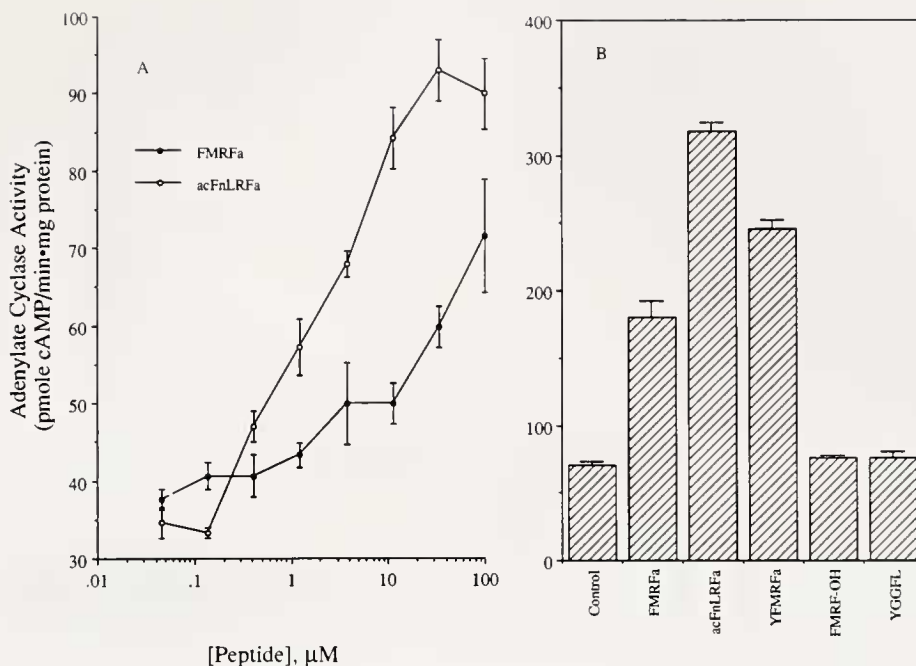 A
FMRFa
acFnLRFa
100
90
80
70
60
50
40
30
.01
.1
1
10
100
Adenylate Cyclase Activity
(pmole cAMP/min•mg protein)
[Peptide], µM
B
400
300
200
100
0
Control
FMRFa
acFnLRFa
YFMRFa
FMRF-OH
YGGFL